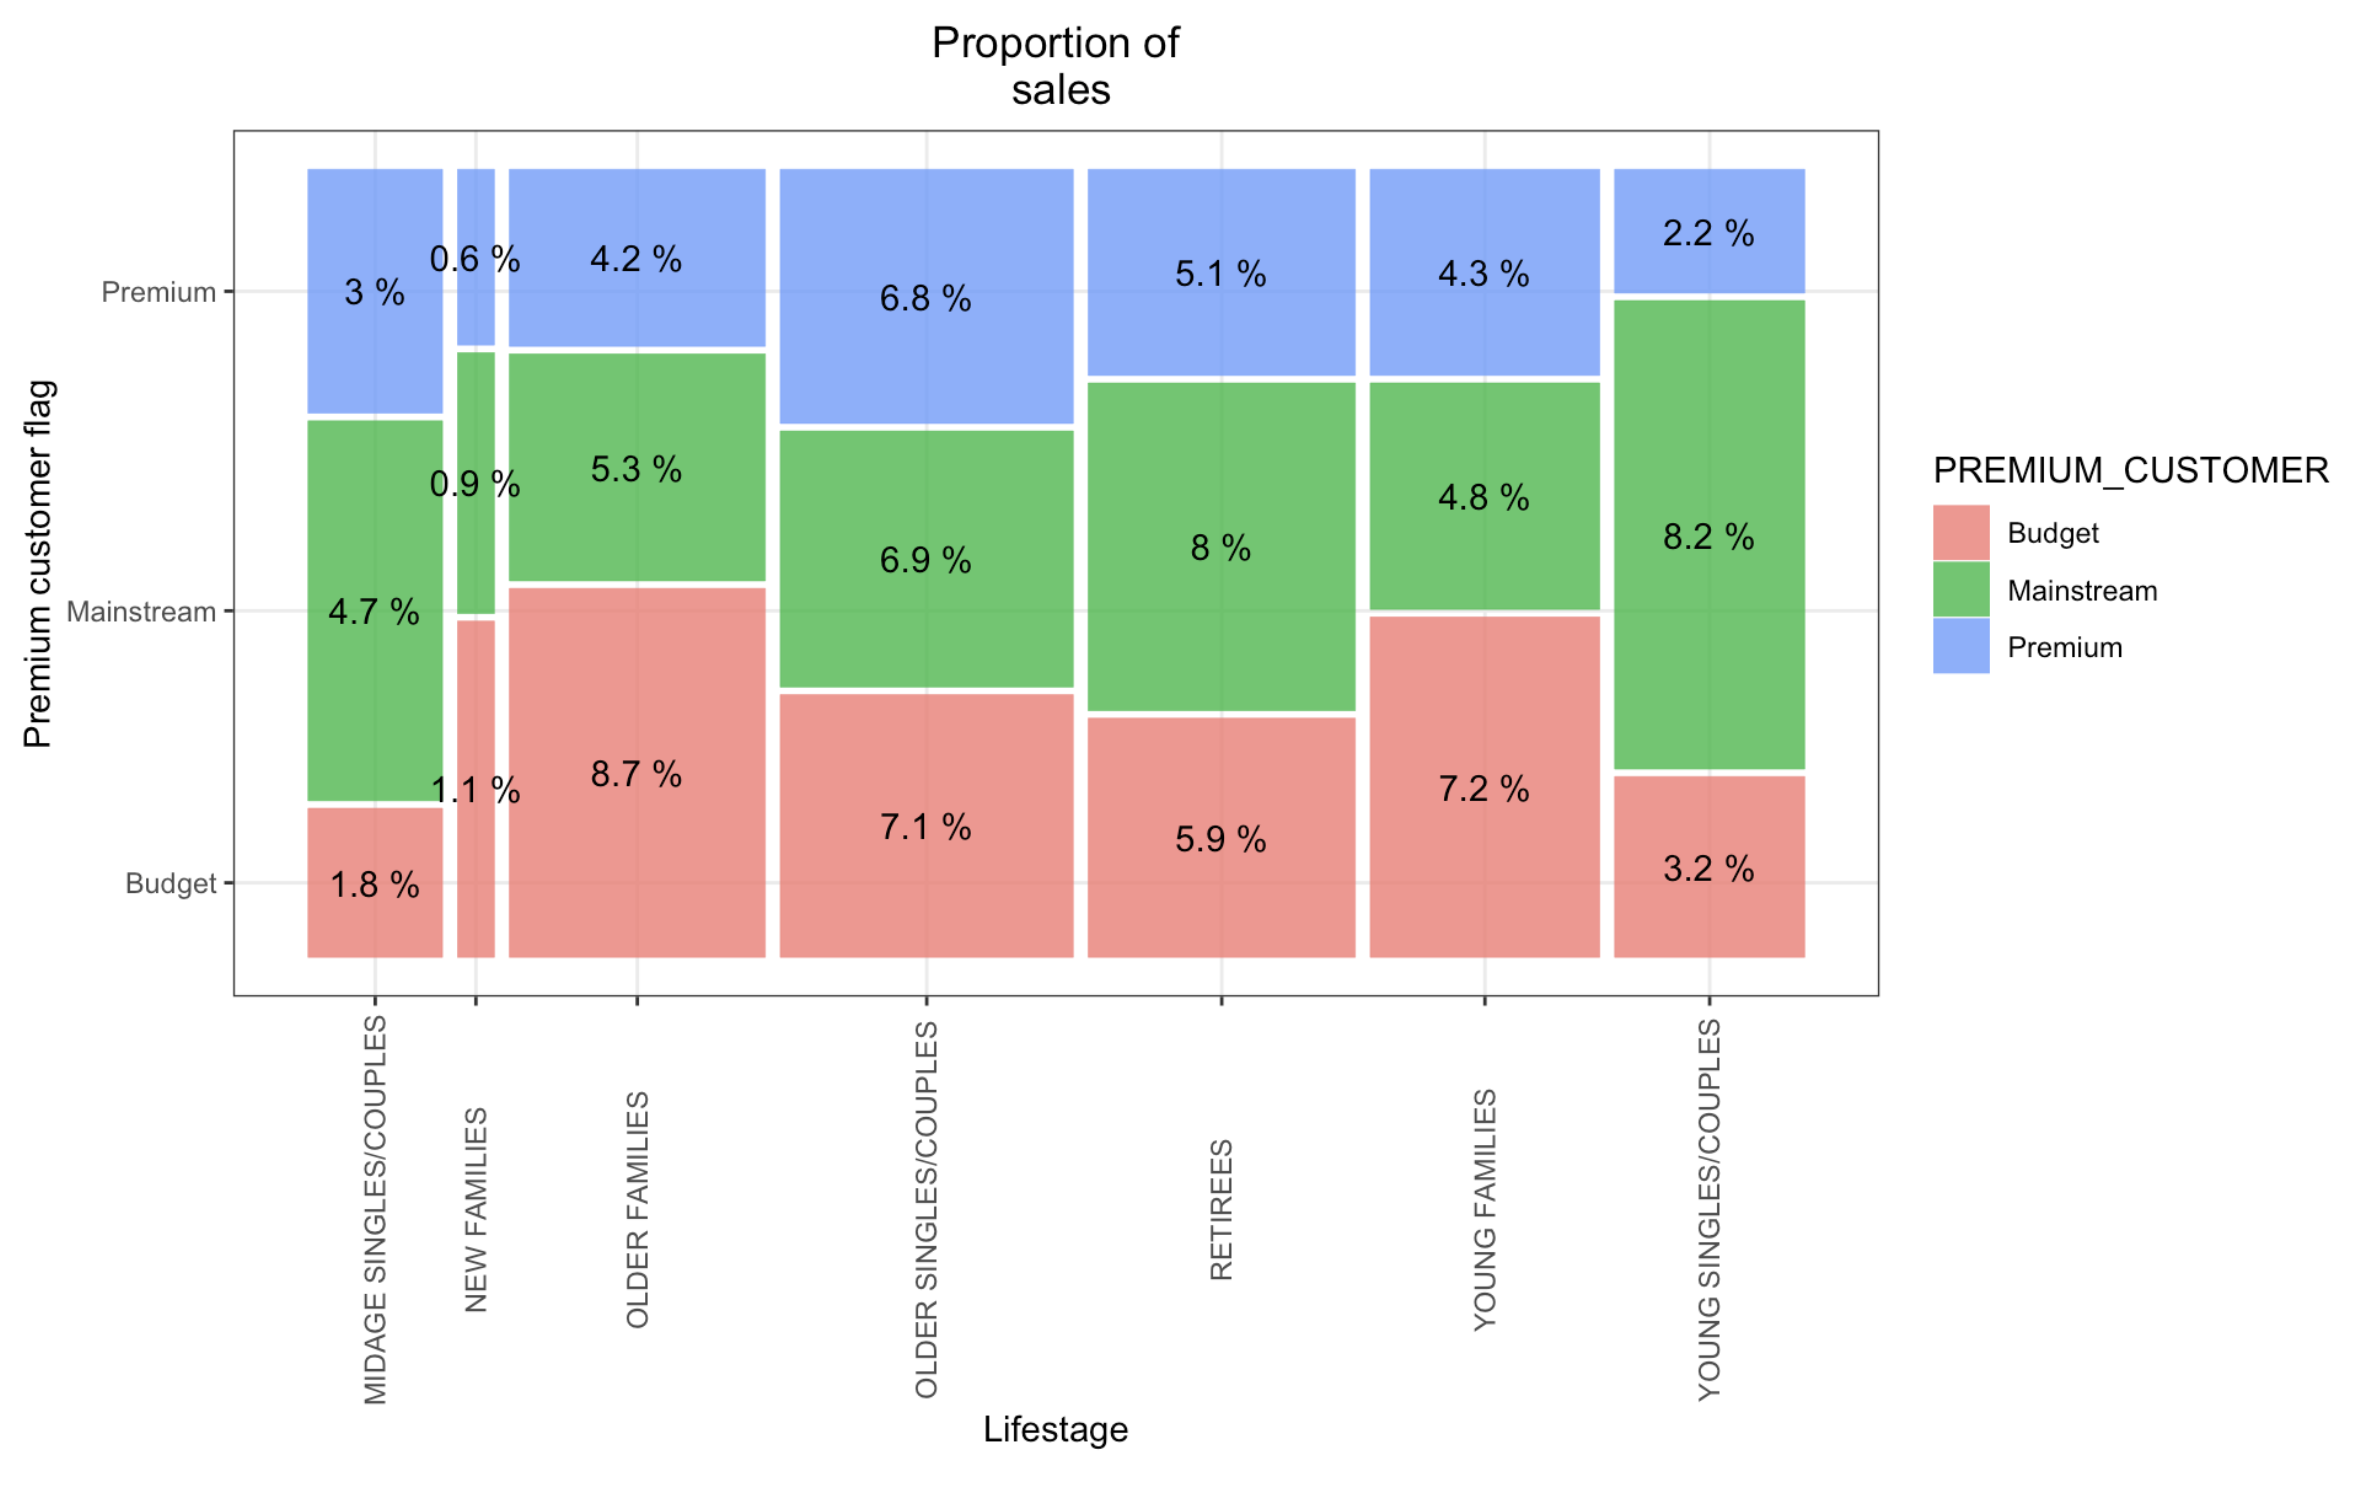 Proportion of
sales
Premium customer flag
Premium
Mainstream
Budget
3 %
0.6 %
4.2 %
6.8 %
5.1 %
4.3 %
2.2 %
4.7 %
0.9 %
5.3 %
6.9 %
8 %
4.8 %
8.2 %
1.8 %
1.1 %
8.7 %
7.1 %
5.9 %
7.2 %
3.2 %
MIDAGE SINGLES/COUPLES
NEW FAMILIES
OLDER FAMILIES
OLDER SINGLES/COUPLES
RETIREES
YOUNG FAMILIES
YOUNG SINGLES/COUPLES
Lifestage
PREMIUM_CUSTOMER
Budget
Mainstream
Premium